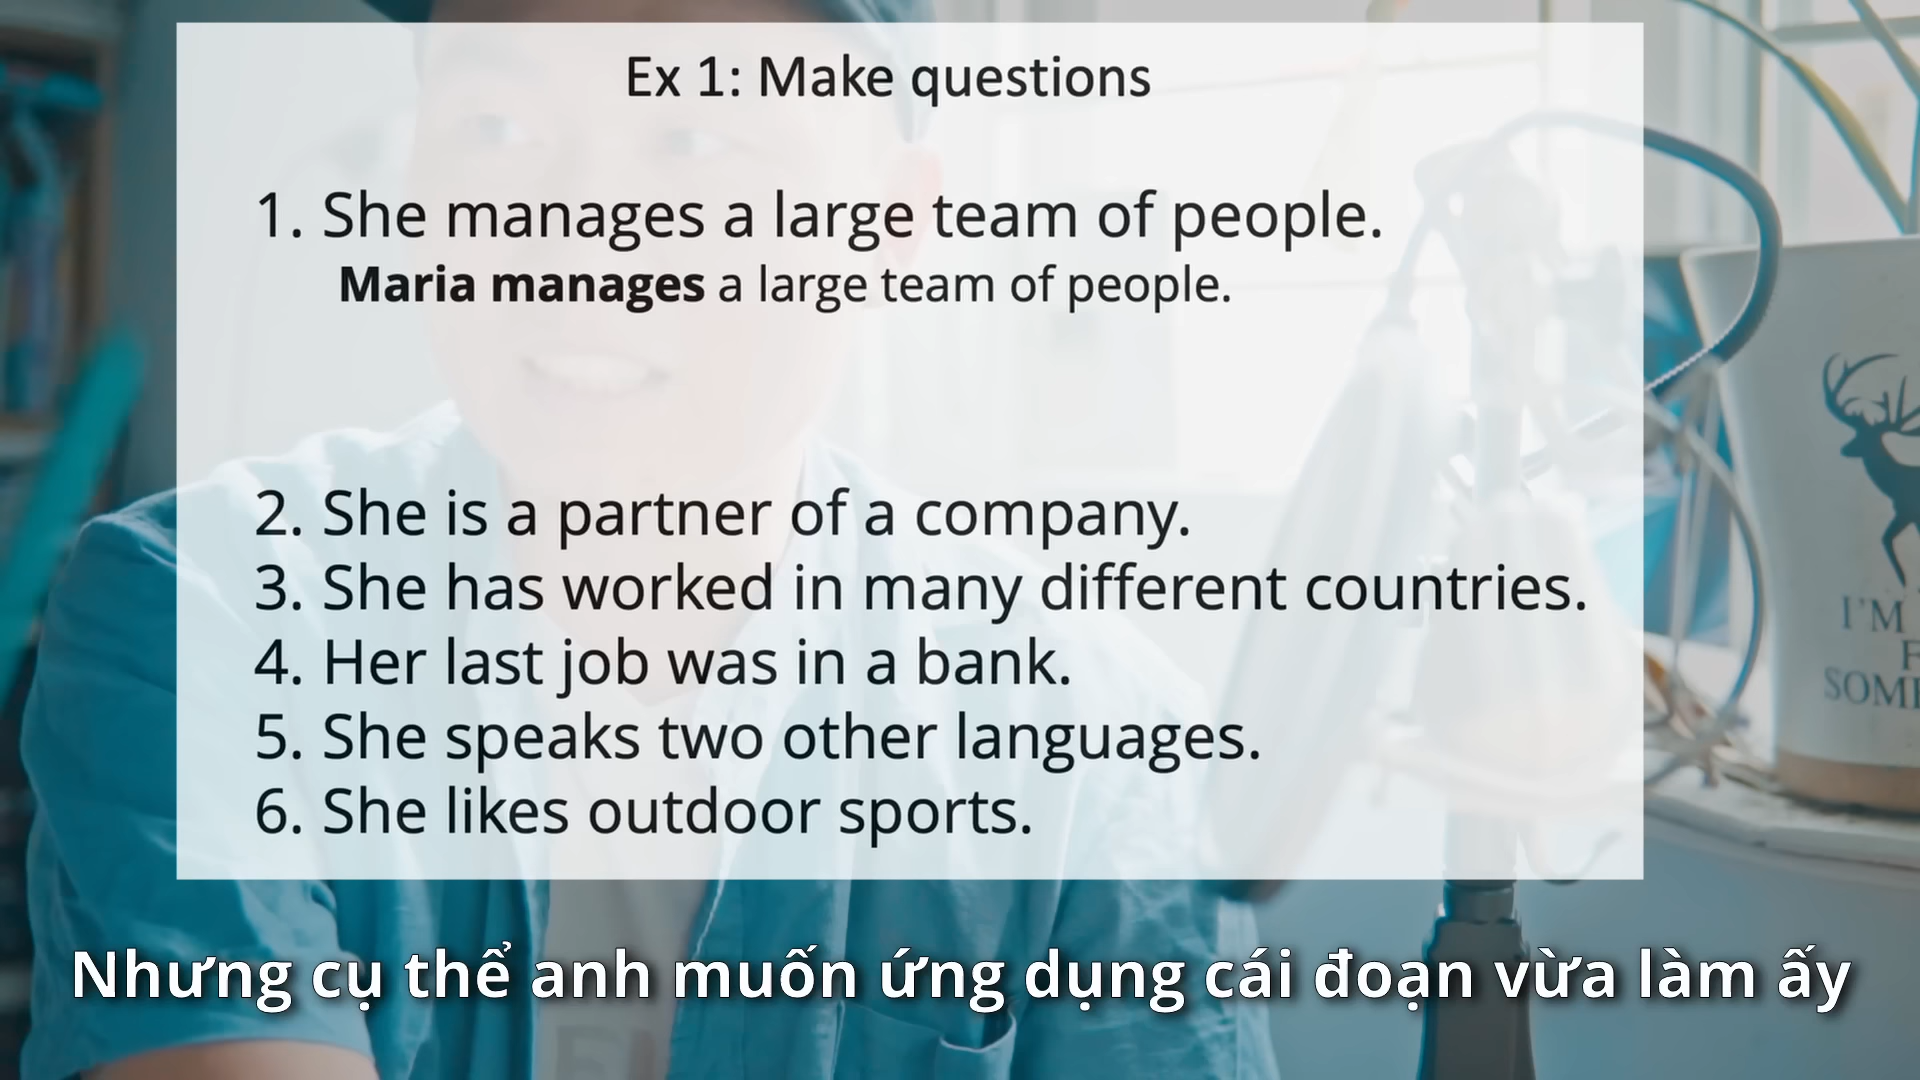 Ex 1: Make questions
1. She manages a large team of people.
Maria manages a large team of people.
2. She is a partner of a company.
3. She has worked in many different countries.
4. Her last job was in a bank.
5. She speaks two other languages.
6. She likes outdoor sports.
I'M
SOME
Nhưng cụ thể anh muốn ứng dụng cái đoạn vừa làm ấy